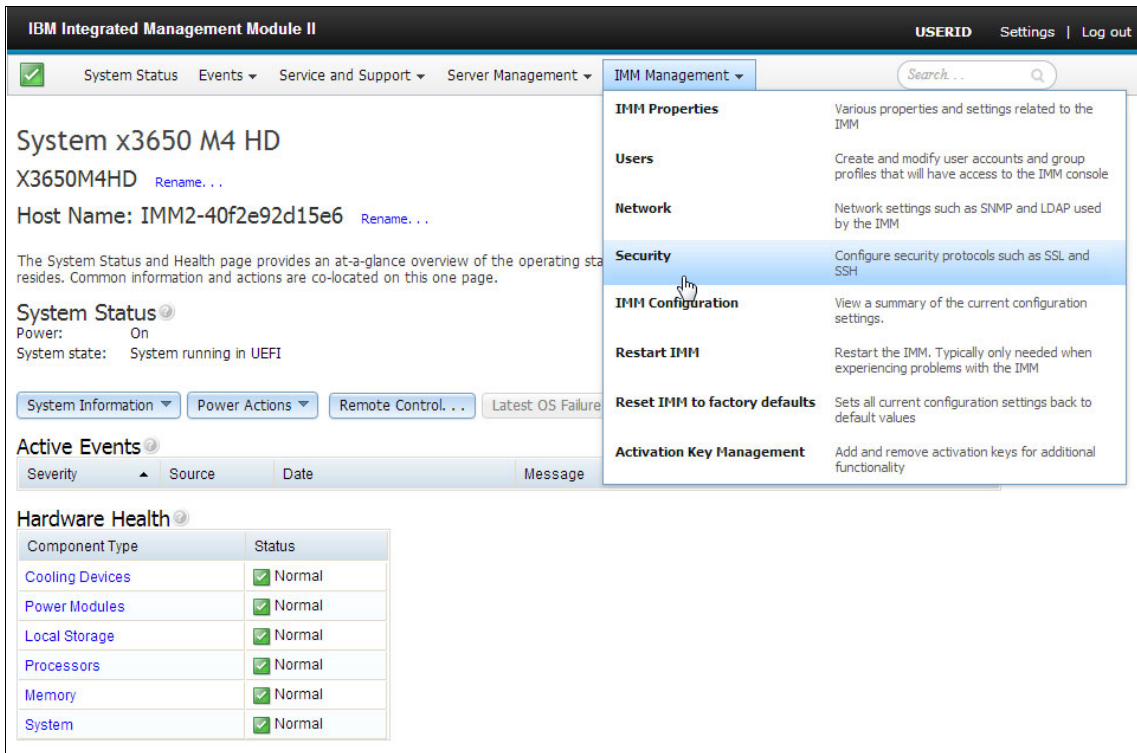 IBM Integrated Management Module II
USERID Settings | Log out
System Status Events Service and Support Server Management IMM Management Search. . .
IMM Properties Various properties and settings related to the
IMM
Users Create and modify user accounts and group
profiles that will have access to the IMM console
Network Network settings such as SNMP and LDAP used
by the IMM
Security Configure security protocols such as SSL and
SSH
IMM Configuration View a summary of the current configuration
settings.
Restart IMM Restart the IMM. Typically only needed when
experiencing problems with the IMM
Reset IMM to factory defaults Sets all current configuration settings back to
default values
Activation Key Management Add and remove activation keys for additional
functionality
System x3650 M4 HD
X3650M4HD Rename. . .
Host Name: IMM2-40f2e92d15e6 Rename. . .
The System Status and Health page provides an at-a-glance overview of the operating sta
resides. Common information and actions are co-located on this one page.
System Status
Power: On
System state: System running in UEFI
System Information Power Actions Remote Control. . . Latest OS Failure
Active Events
Severity Source Date Message
Hardware Health
Component Type Status
Cooling Devices Normal
Power Modules Normal
Local Storage Normal
Processors Normal
Memory Normal
System Normal